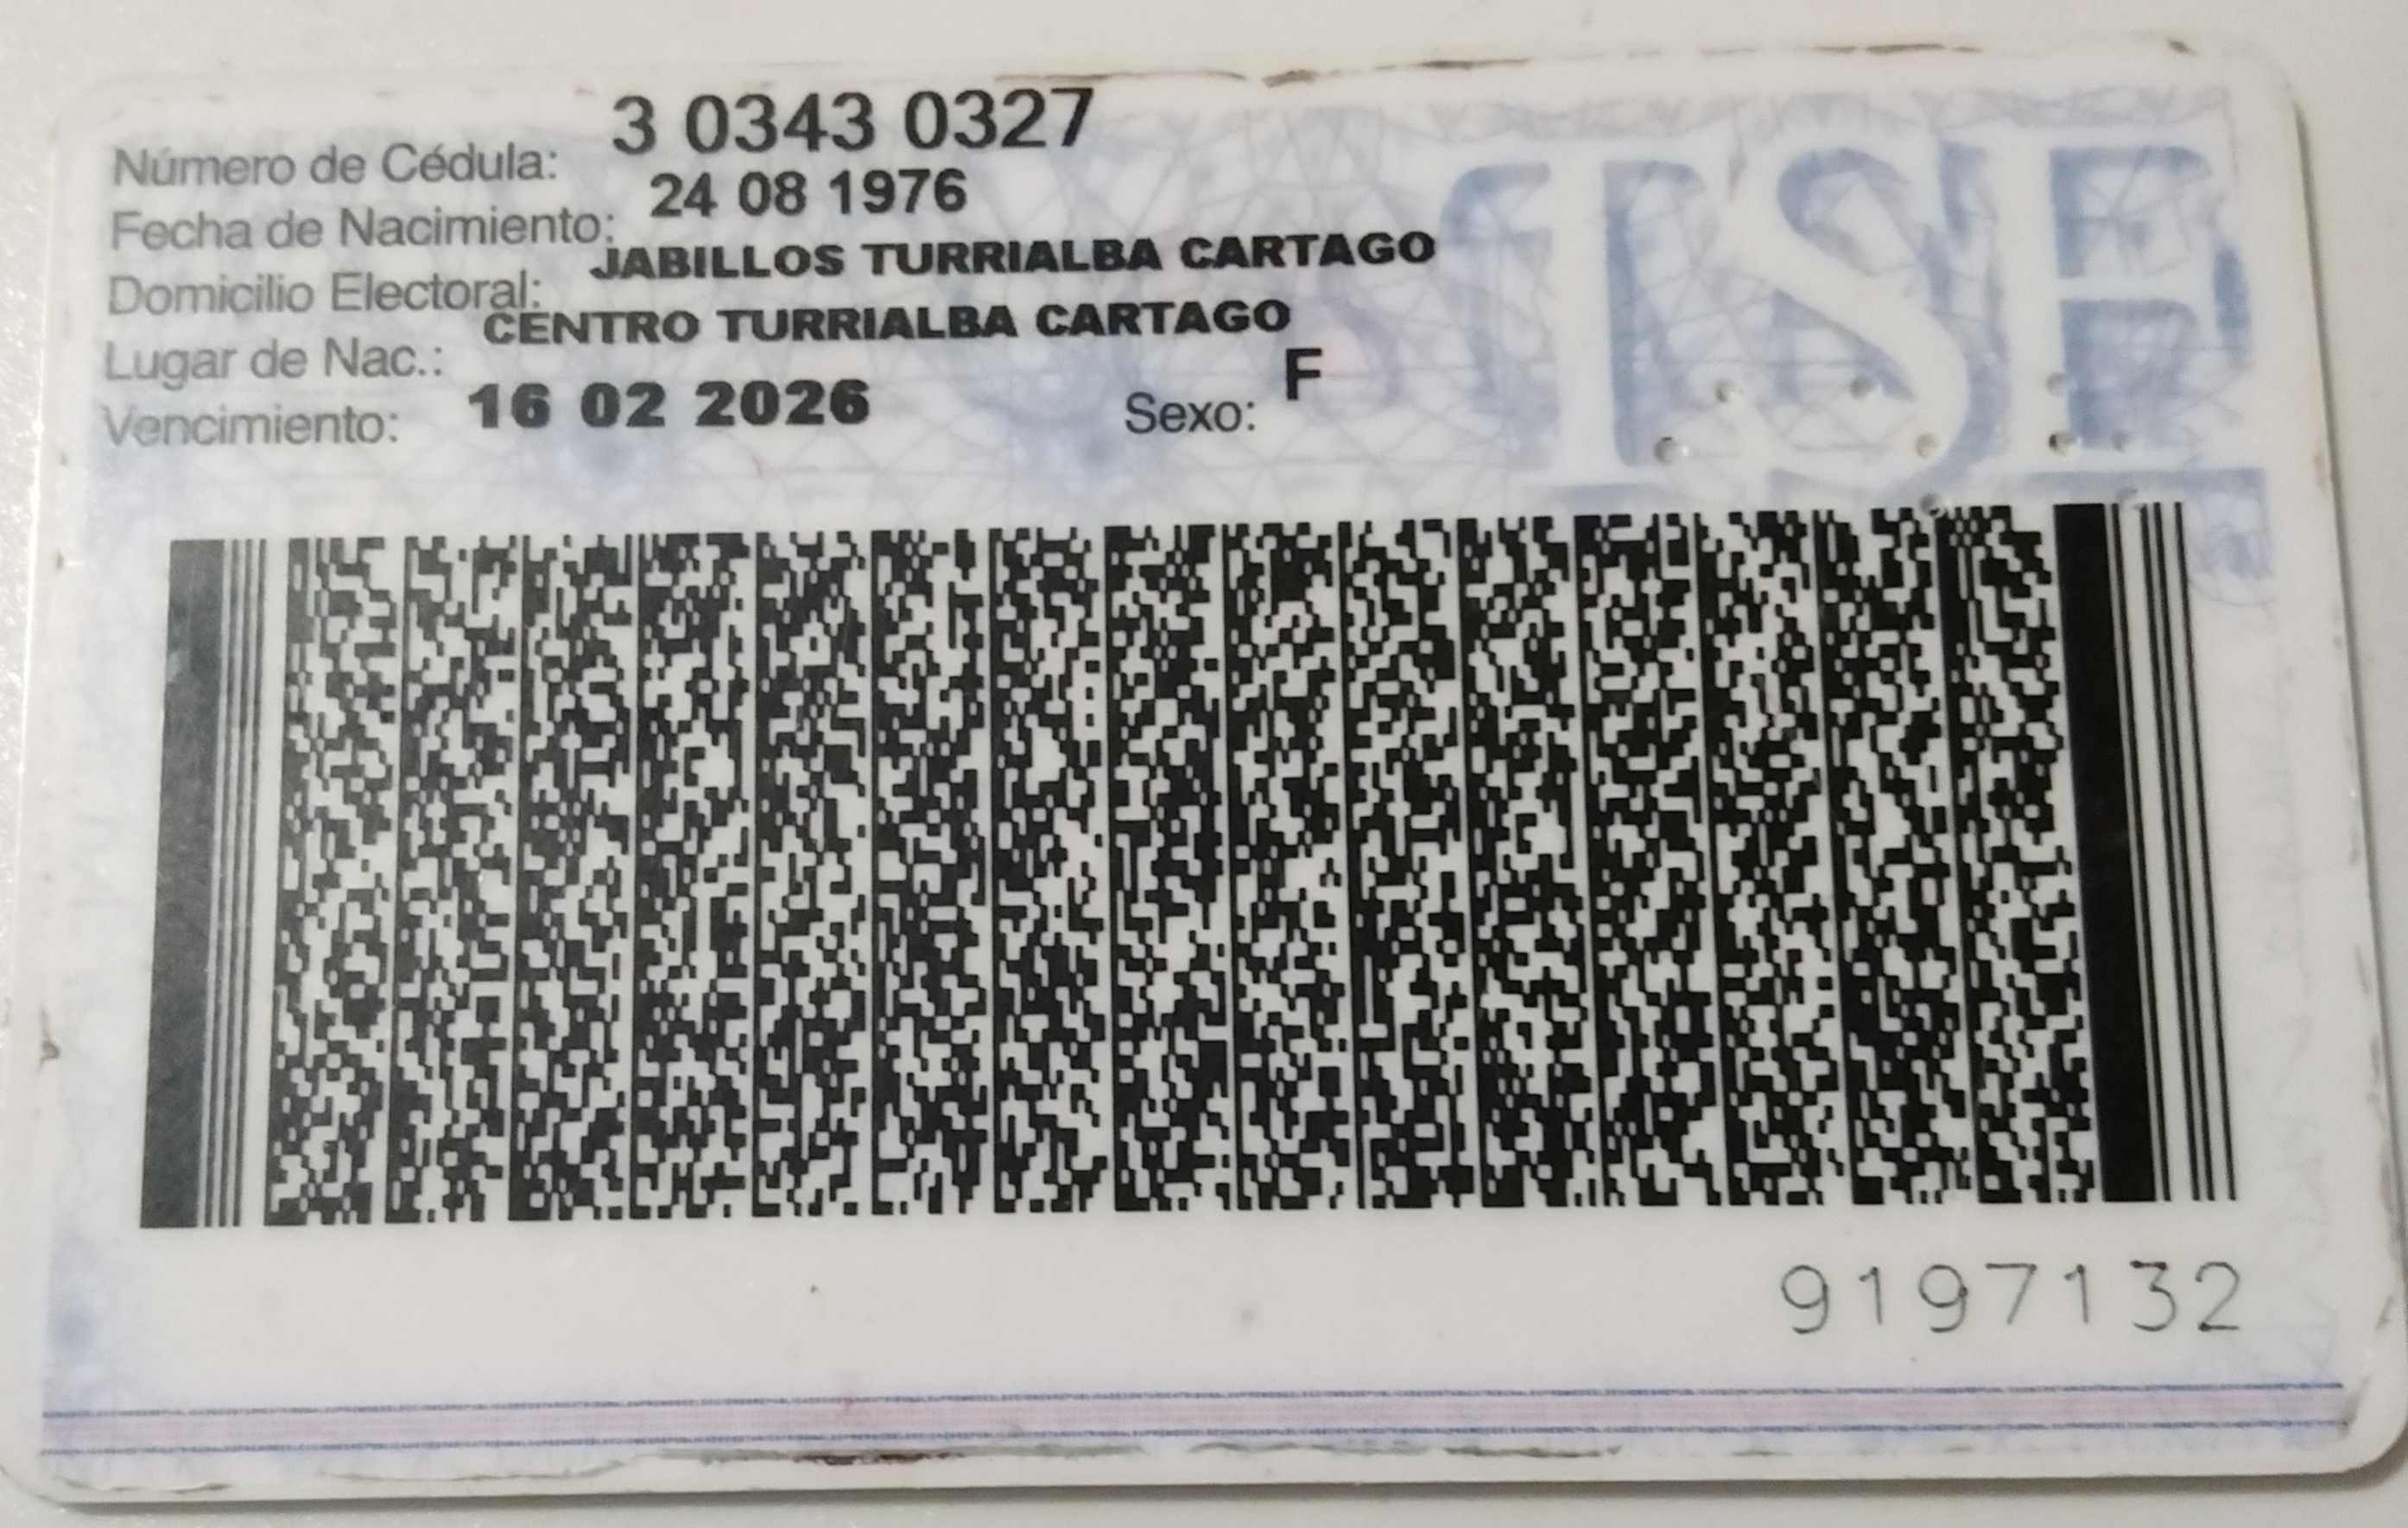 Número de Cédula: 3 0343 0327
Fecha de Nacimiento: 24 08 1976
Domicilio Electoral: JABILLOS TURRIALBA CARTAGO
Lugar de Nac.: CENTRO TURRIALBA CARTAGO
Vencimiento: 16 02 2026 Sexo: F
TSE
9197132